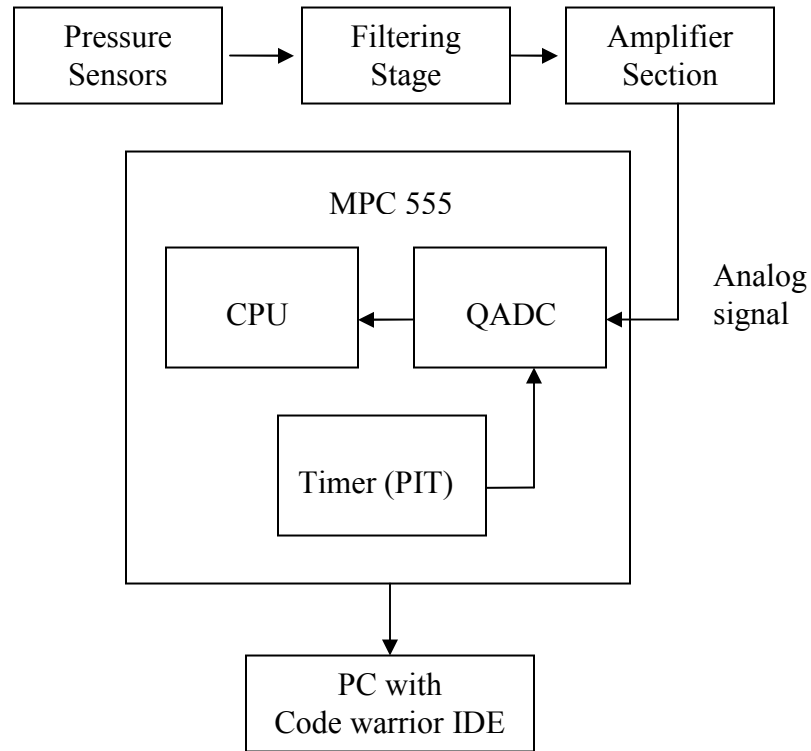 Pressure
Sensors
Filtering
Stage
Amplifier
Section
MPC 555
CPU
QADC
Analog
signal
Timer (PIT)
PC with
Code warrior IDE